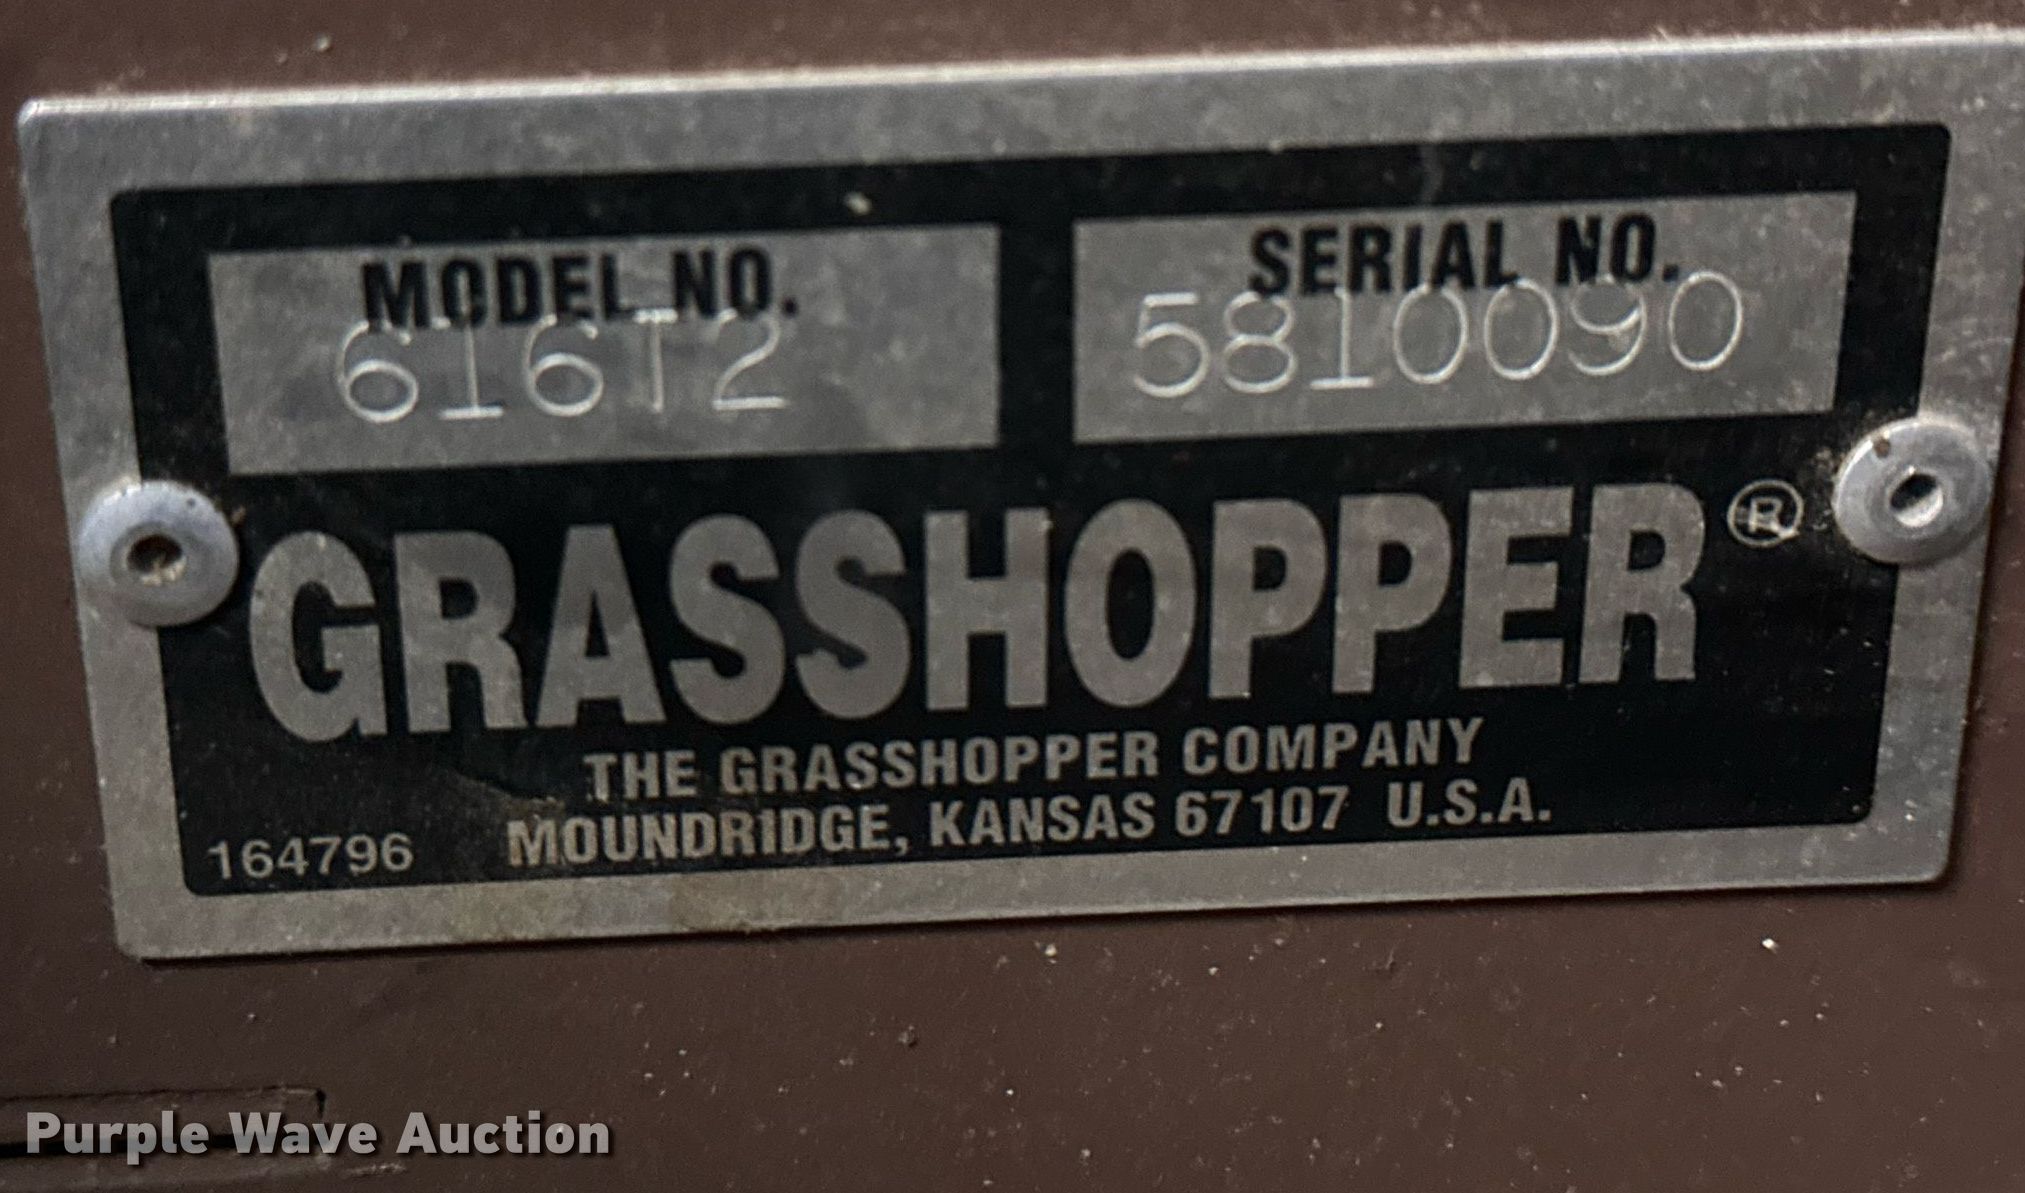 MODEL NO.
616T2
SERIAL NO.
5810090
GRASSHOPPER®
THE GRASSHOPPER COMPANY
MOUNDRIDGE, KANSAS 67107 U.S.A.
164796
Purple Wave Auction